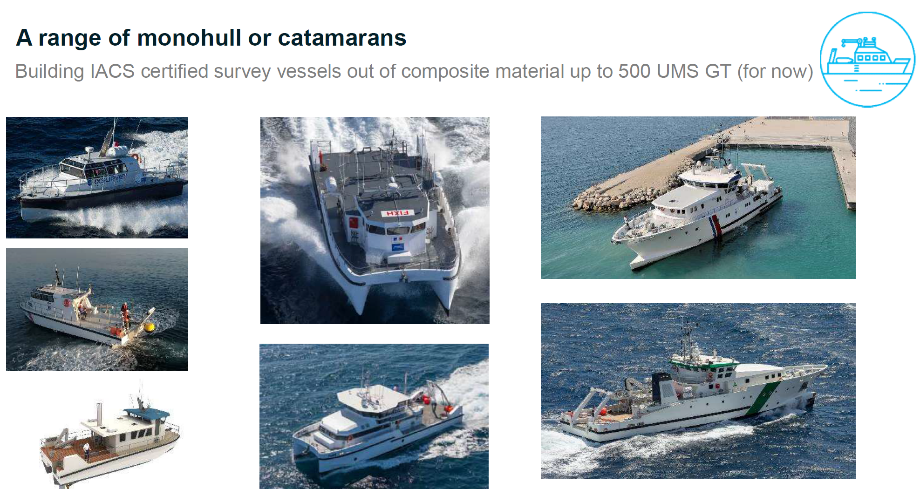 A range of monohull or catamarans
Building IACS certified survey vessels out of composite material up to 500 UMS GT (for now)